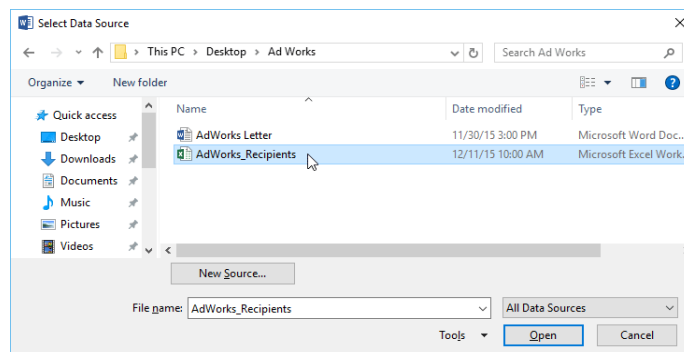 Select Data Source
This PC > Desktop > Ad Works
Search Ad Works
Organize
New folder
Name Date modified Type
Quick access
Desktop
Downloads
Documents
Music
Pictures
Videos
AdWorks Letter 11/30/15 3:00 PM Microsoft Word Doc...
AdWorks_Recipients 12/11/15 10:00 AM Microsoft Excel Work
New Source...
File name: AdWorks_Recipients All Data Sources
Tools Open Cancel